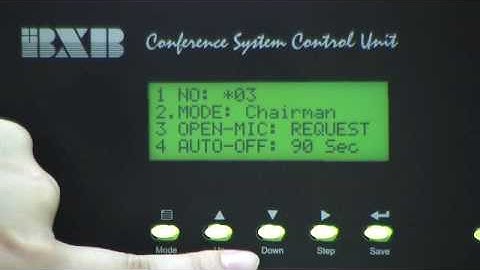 BXB Conference System Control Unit
1 NO: *03
2.MODE: Chairman
3 OPEN-MIC: REQUEST
4 AUTO-OFF: 90 Sec
Mode Down Step Save